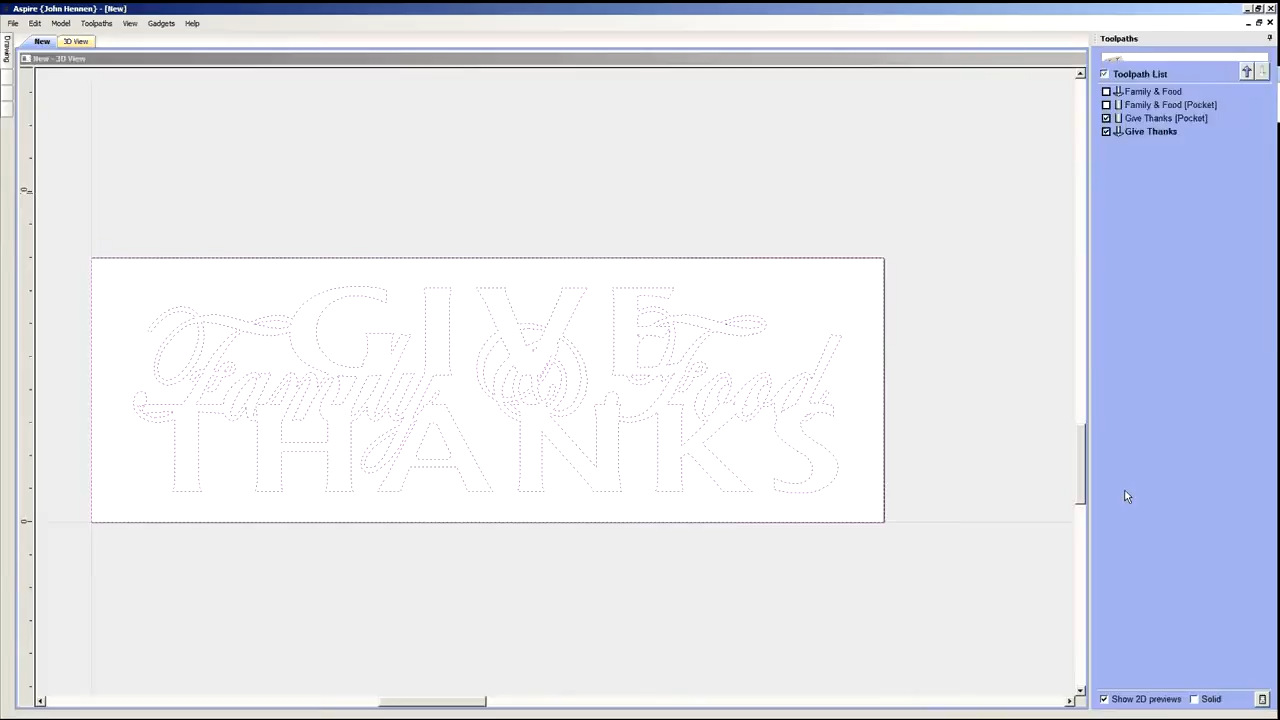 Aspire {John Hennen} - [New]
File Edit Model Toolpaths View Gadgets Help
Drawing
New 3D View
New - 3D View
Toolpaths
Toolpath List
Family & Food
Family & Food [Pocket]
Give Thanks [Pocket]
Give Thanks
GIVE
Family & Food
THANKS
Show 2D previews Solid